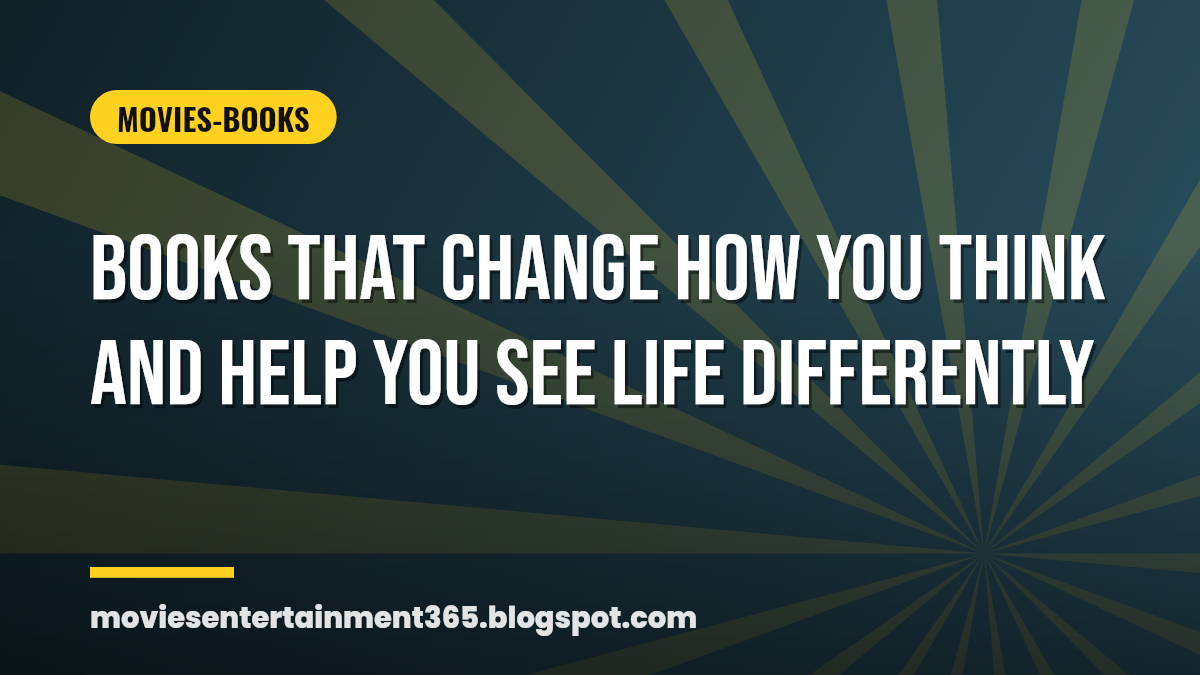 MOVIES-BOOKS
BOOKS THAT CHANGE HOW YOU THINK
AND HELP YOU SEE LIFE DIFFERENTLY
moviesentertainment365.blogspot.com